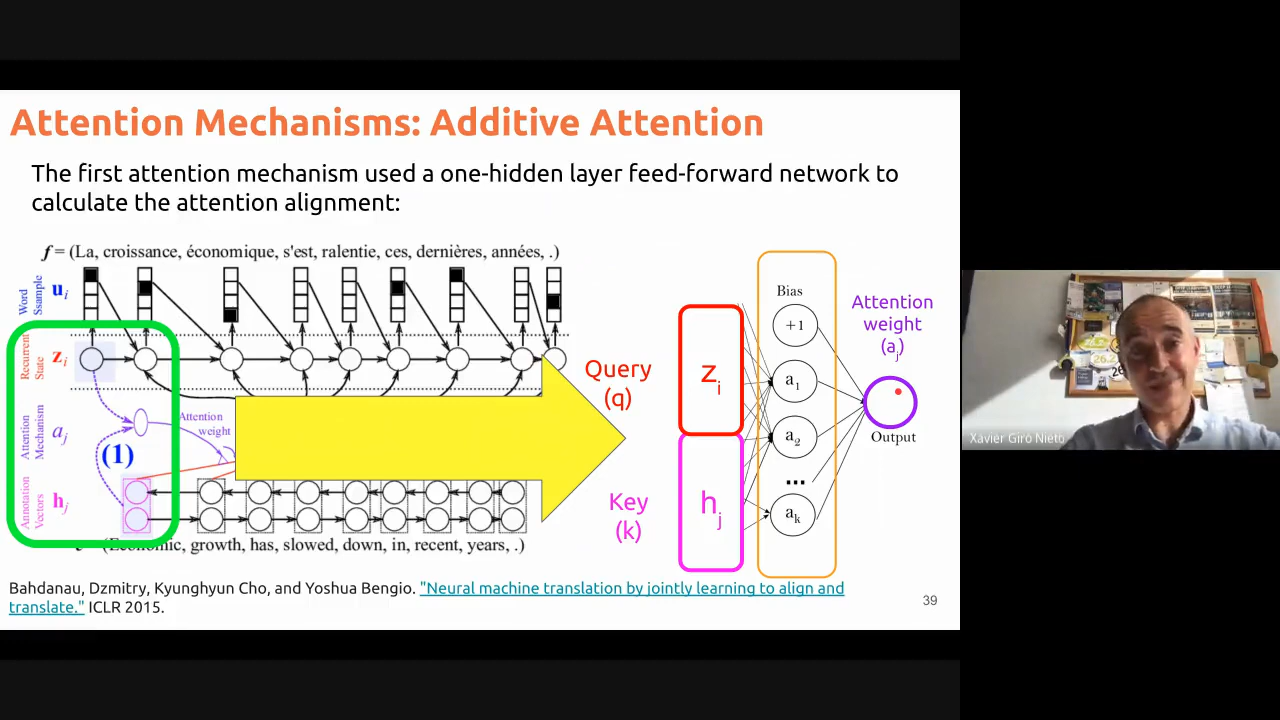 Attention Mechanisms: Additive Attention
The first attention mechanism used a one-hidden layer feed-forward network to
calculate the attention alignment:
f = (La, croissance, économique, s'est, ralentie, ces, dernières, années, .)
Word
Ssample
u i
Recurrent
State
z i
Attention
Mechanism
a j
Attention
weight
(1)
Annotation
Vectors
h j
(Economic, growth, has, slowed, down, in, recent, years, .)
Query
(q)
Key
(k)
z i
h j
Bias
+1
a 1
a 2
...
a k
Attention
weight
(a j)
Output
Bahdanau, Dzmitry, Kyunghyun Cho, and Yoshua Bengio. "Neural machine translation by jointly learning to align and
translate." ICLR 2015.
39
Xavier Giró Nieto